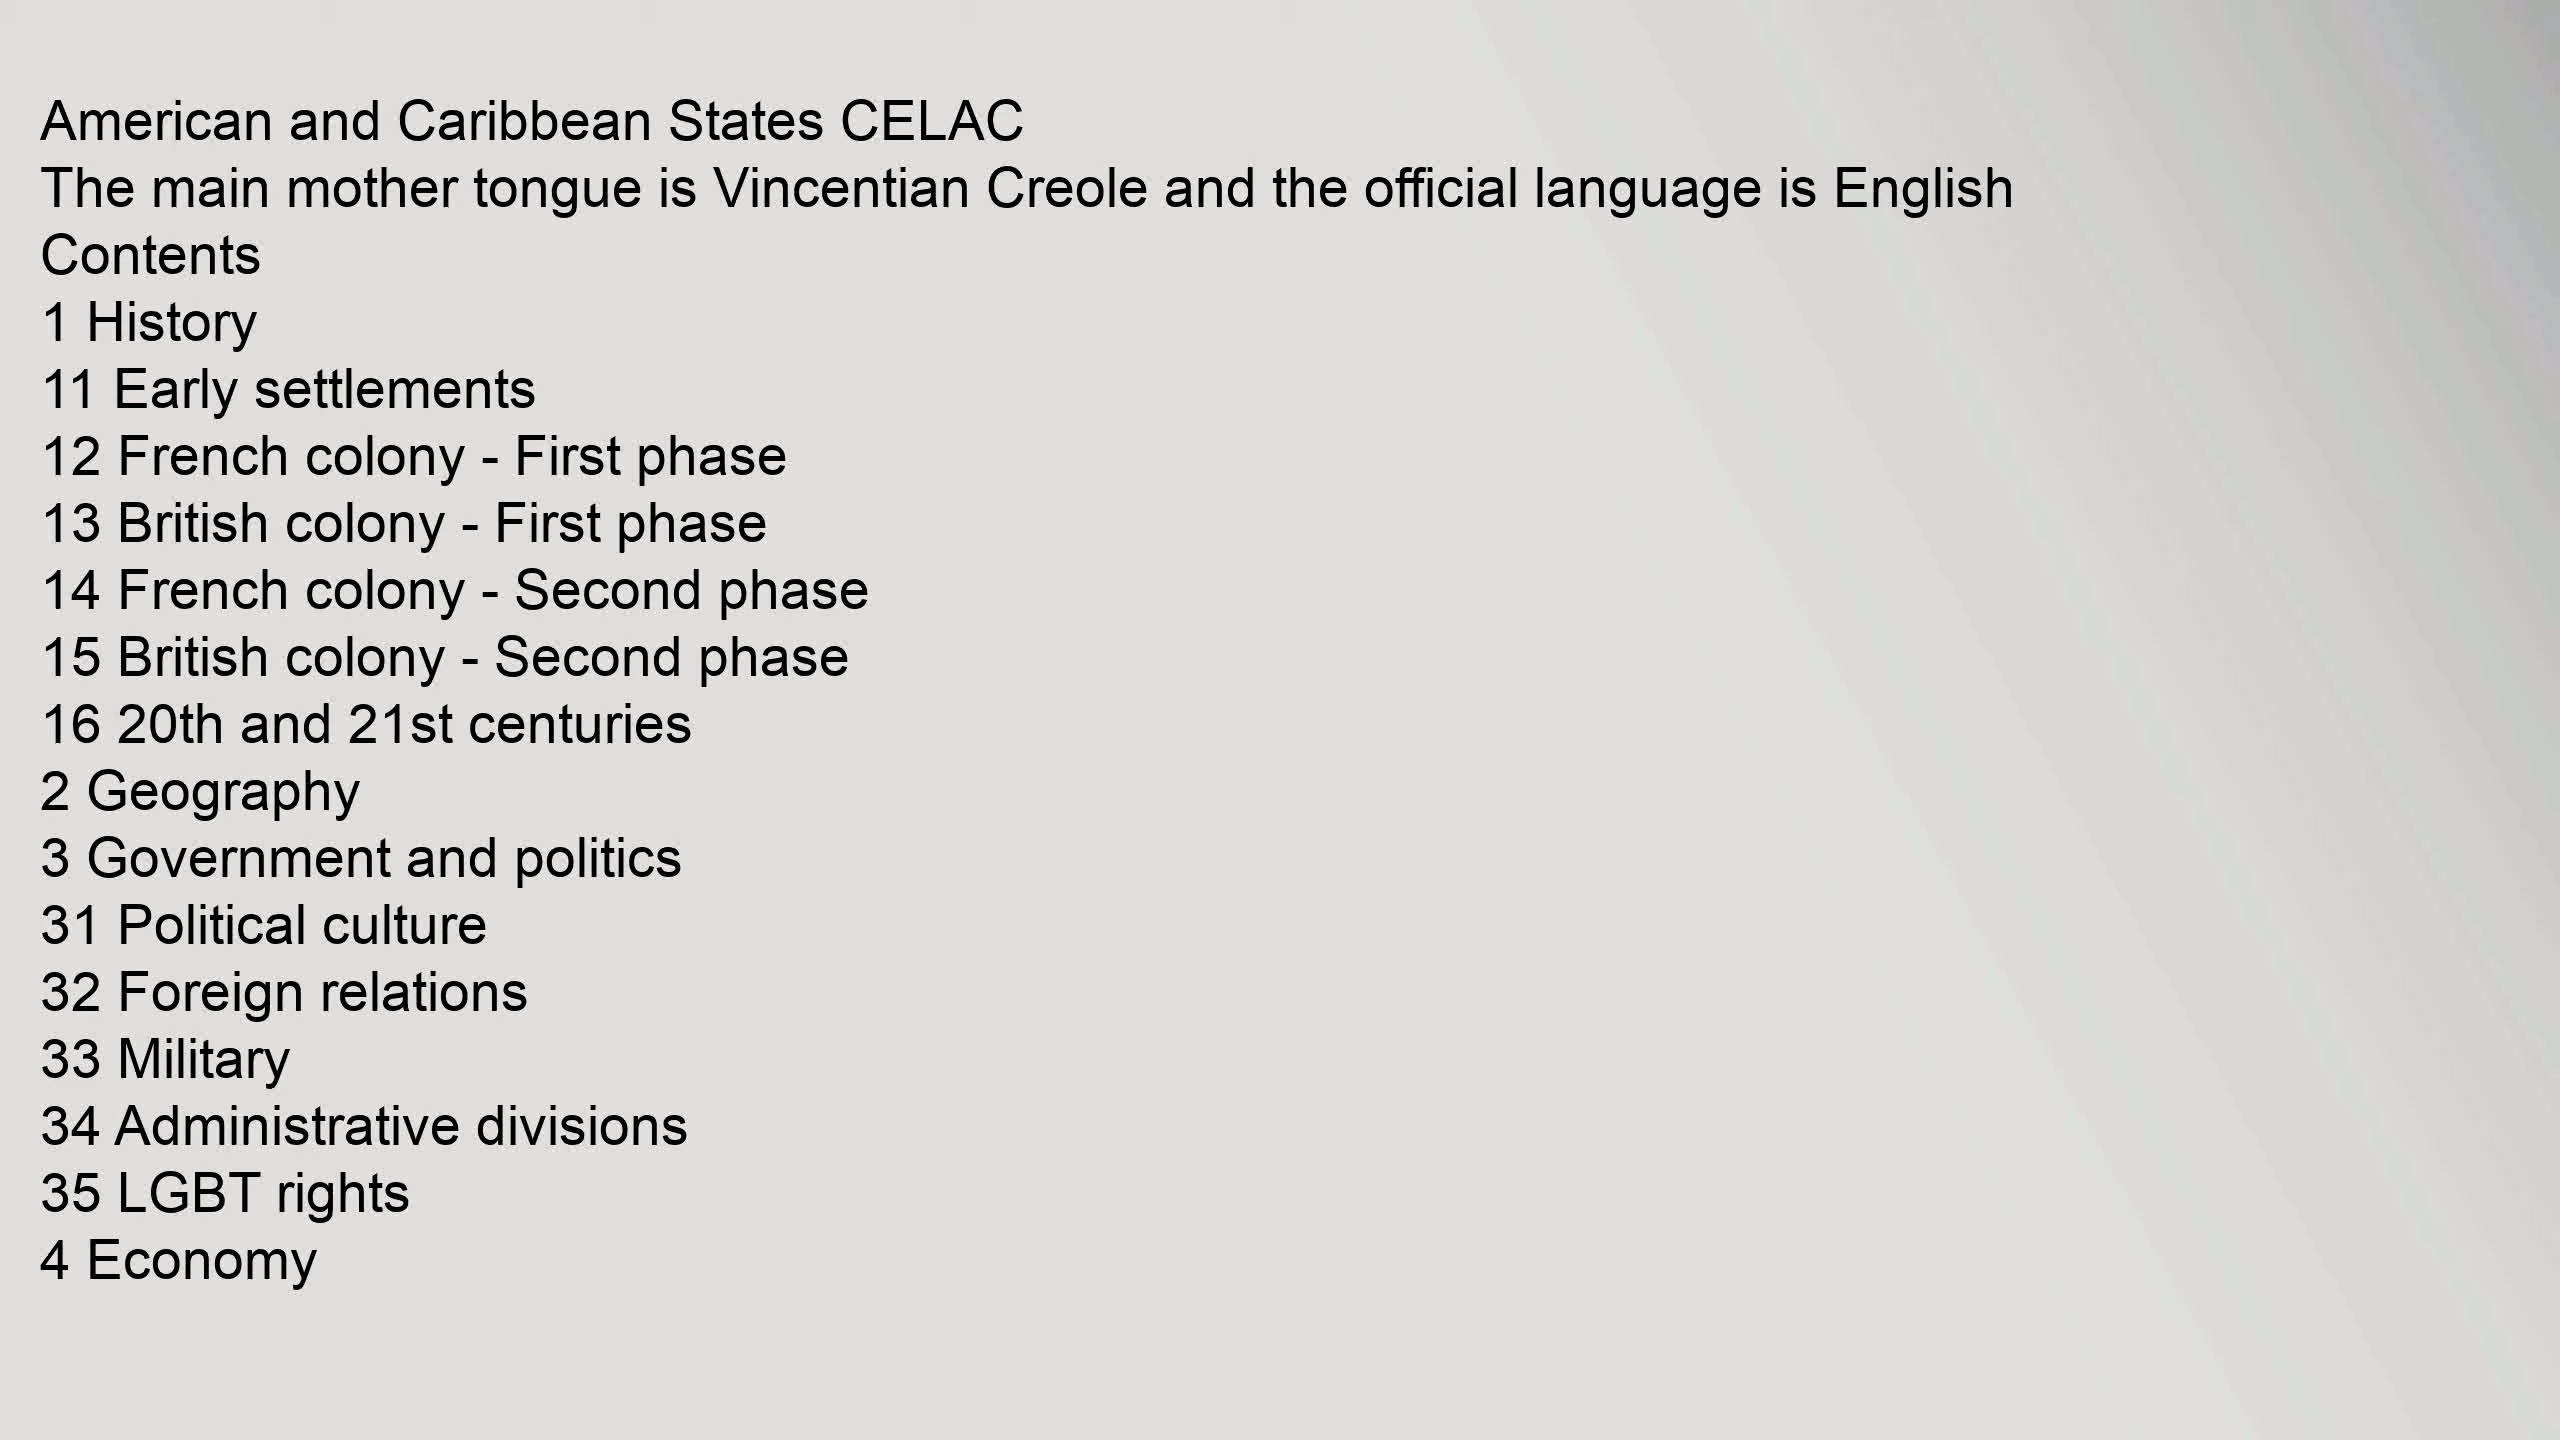 American and Caribbean States CELAC
The main mother tongue is Vincentian Creole and the official language is English
Contents
1 History
11 Early settlements
12 French colony - First phase
13 British colony - First phase
14 French colony - Second phase
15 British colony - Second phase
16 20th and 21st centuries
2 Geography
3 Government and politics
31 Political culture
32 Foreign relations
33 Military
34 Administrative divisions
35 LGBT rights
4 Economy